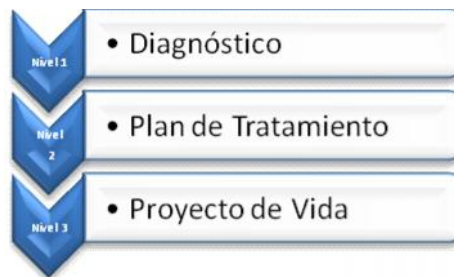 Nivel 1
• Diagnóstico
Nivel
2
• Plan de Tratamiento
Nivel 3
• Proyecto de Vida